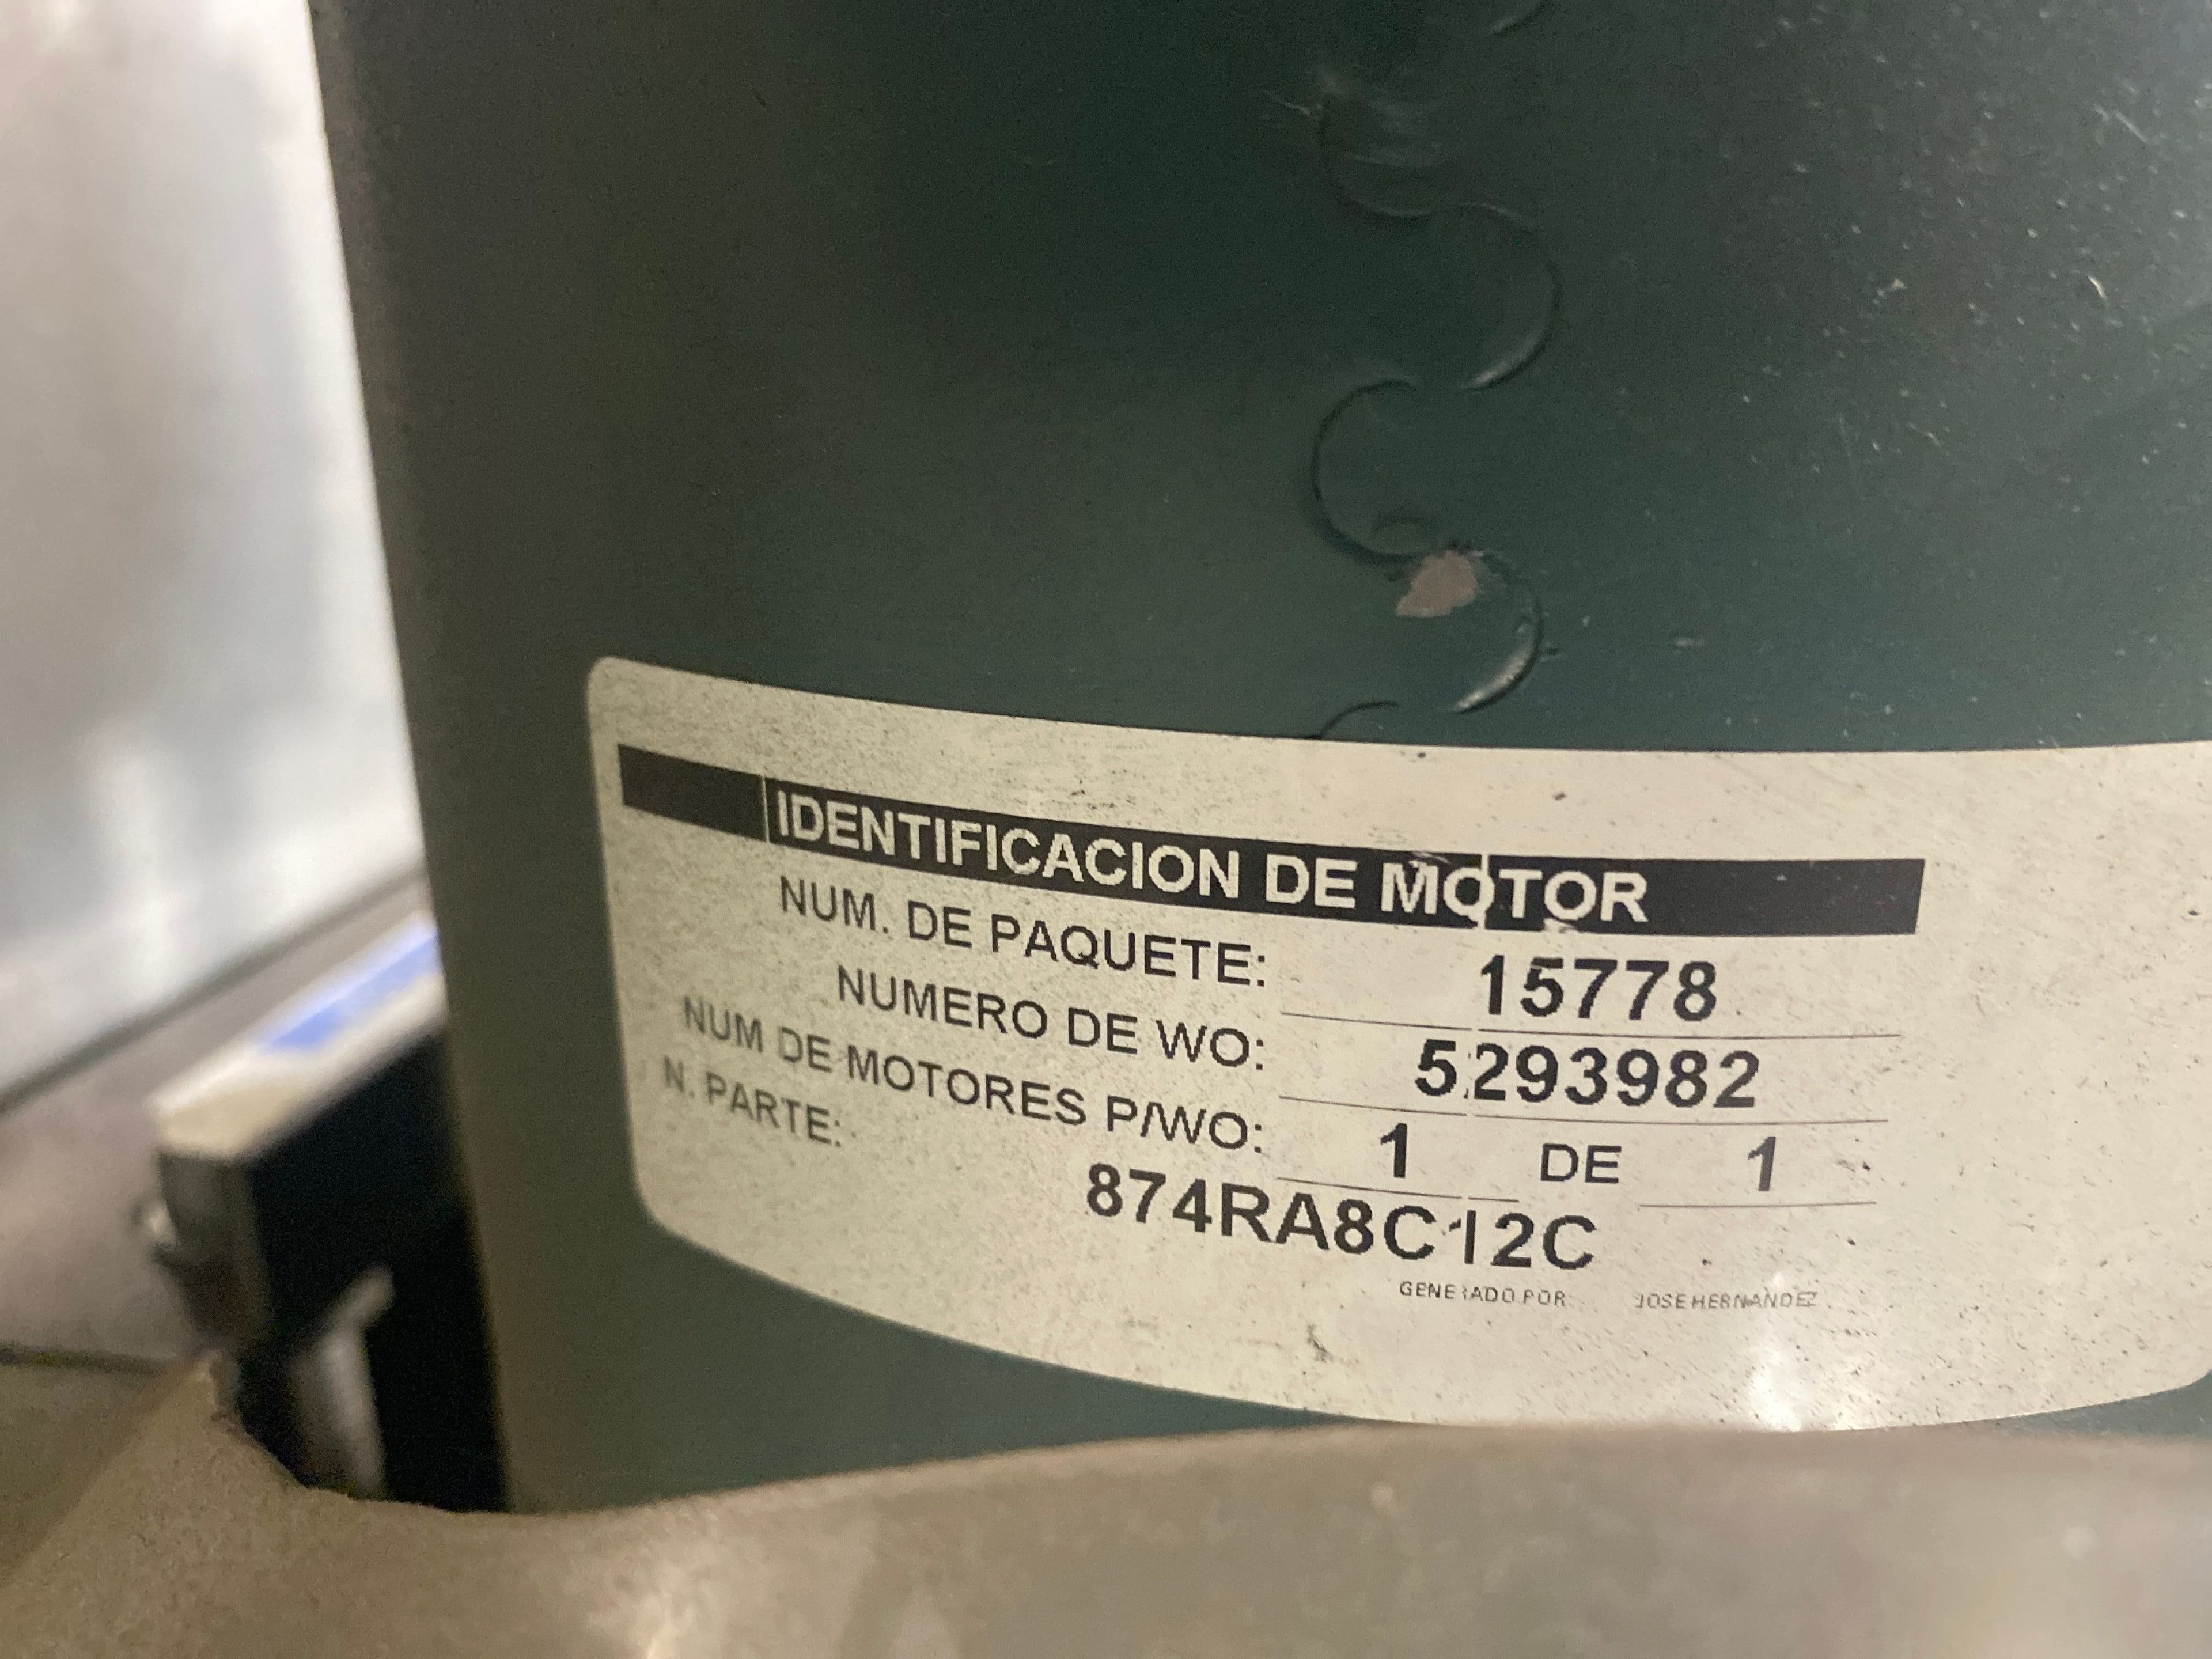 IDENTIFICACION DE MOTOR
NUM. DE PAQUETE: 15778
NUMERO DE WO: 5293982
NUM DE MOTORES P/WO: 1 DE 1
N. PARTE: 874RA8C12C
GENERADO POR: JOSE HERNANDEZ